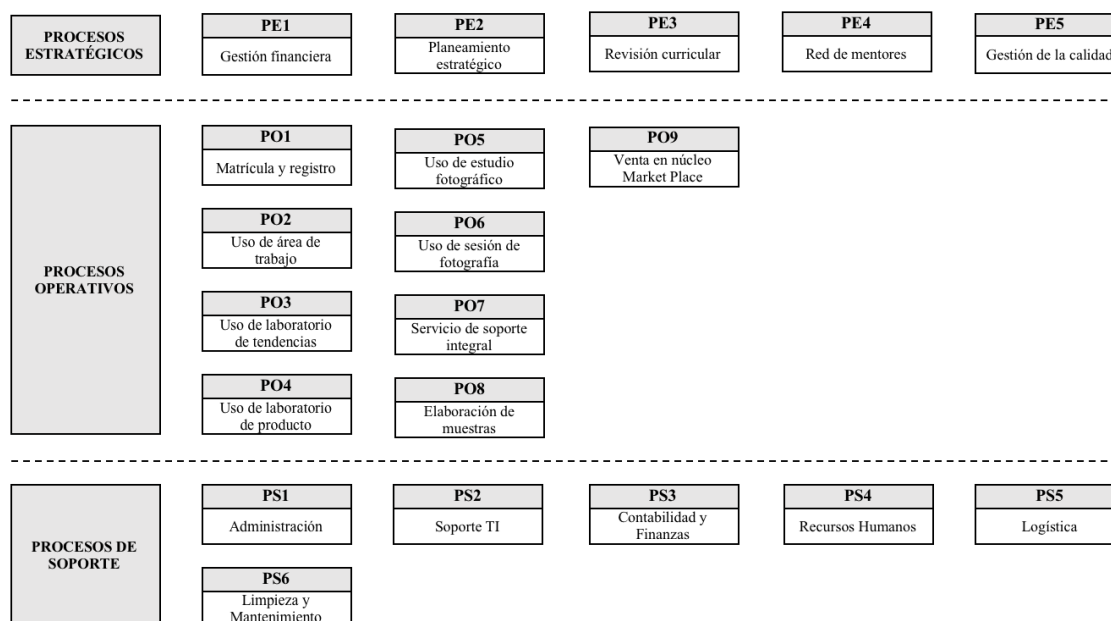 PROCESOS
ESTRATÉGICOS
PE1
Gestión financiera
PE2
Planeamiento
estratégico
PE3
Revisión curricular
PE4
Red de mentores
PE5
Gestión de la calidad
PROCESOS
OPERATIVOS
PO1
Matrícula y registro
PO2
Uso de área de
trabajo
PO3
Uso de laboratorio
de tendencias
PO4
Uso de laboratorio
de producto
PO5
Uso de estudio
fotográfico
PO6
Uso de sesión de
fotografía
PO7
Servicio de soporte
integral
PO8
Elaboración de
muestras
PO9
Venta en núcleo
Market Place
PROCESOS DE
SOPORTE
PS1
Administración
PS2
Soporte TI
PS3
Contabilidad y
Finanzas
PS4
Recursos Humanos
PS5
Logística
PS6
Limpieza y
Mantenimiento